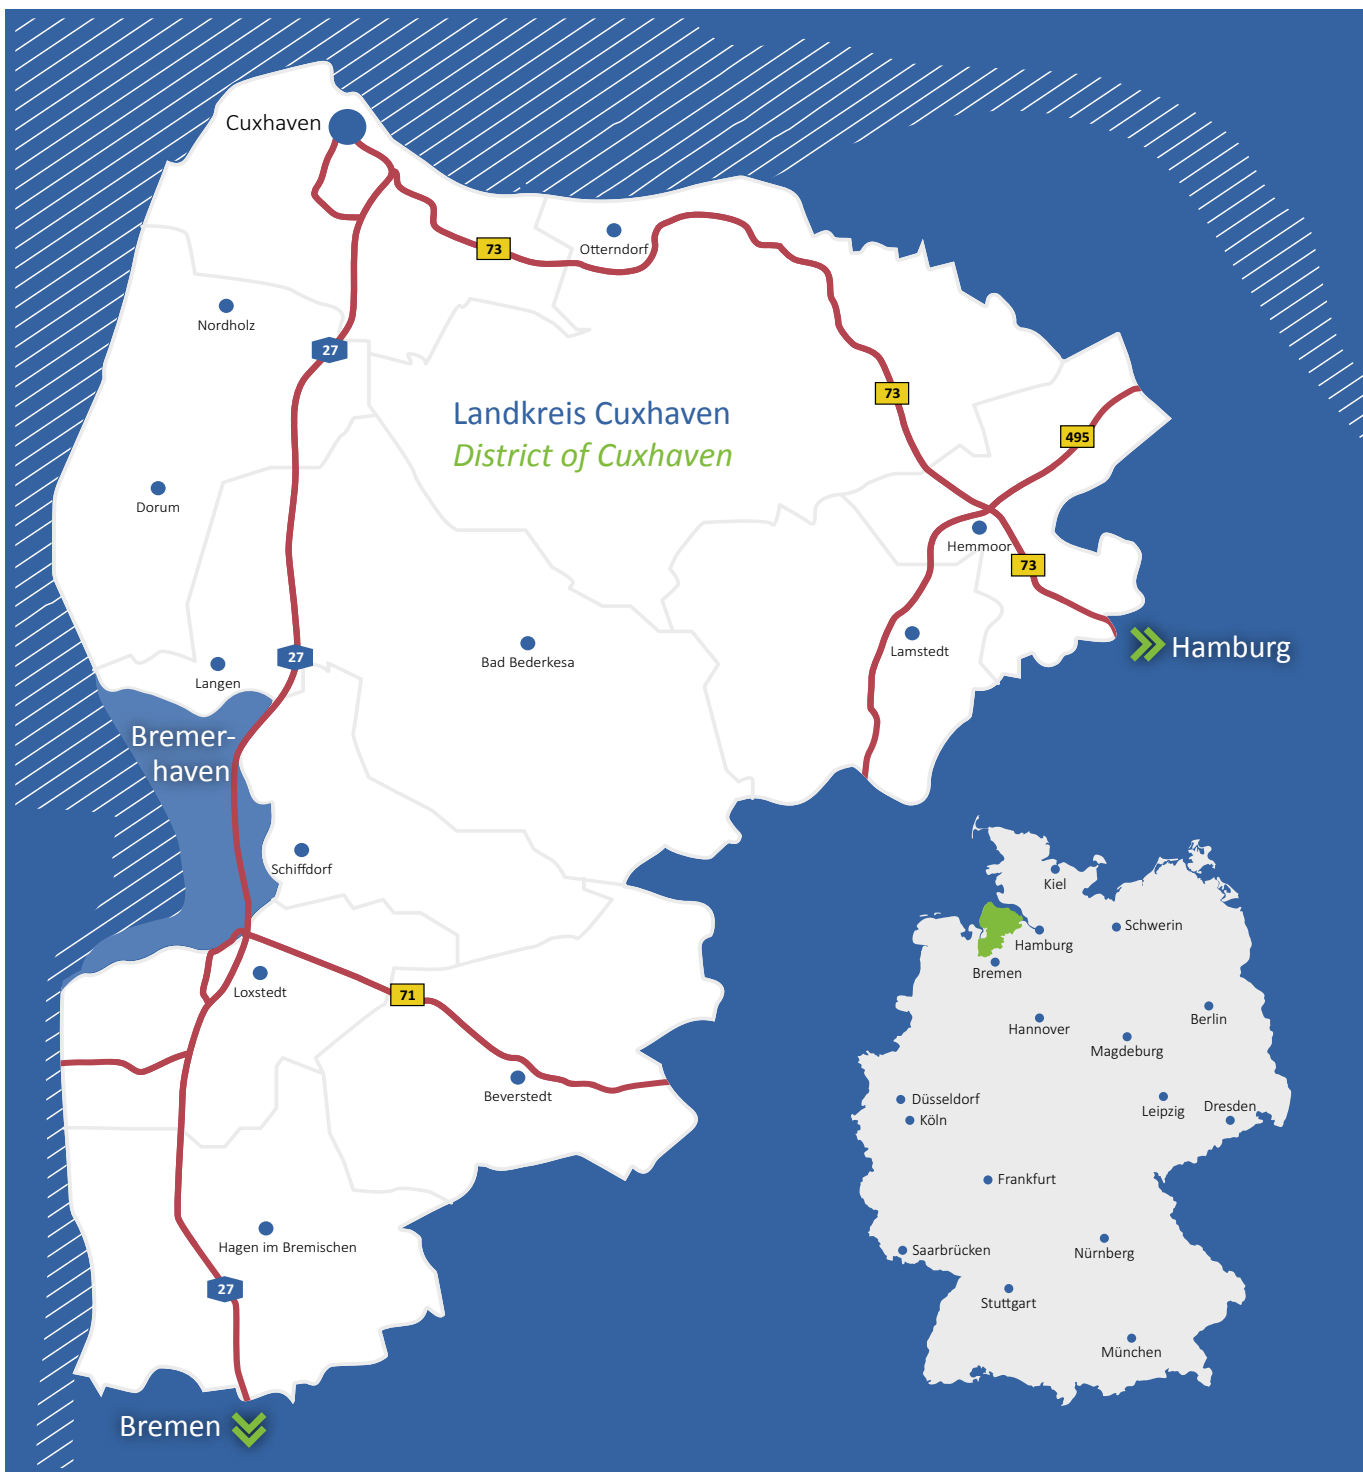 Cuxhaven
73
Otterndorf
Nordholz
27
73
Landkreis Cuxhaven
District of Cuxhaven
495
Dorum
Hemmoor
73
Lamstedt
Hamburg
Bad Bederkesa
27
Langen
Bremer-
haven
Schiffdorf
Loxstedt
71
Beverstedt
Hagen im Bremischen
27
Bremen
Kiel
Schwerin
Hamburg
Bremen
Berlin
Hannover
Magdeburg
Düsseldorf
Leipzig
Dresden
Köln
Frankfurt
Saarbrücken
Nürnberg
Stuttgart
München